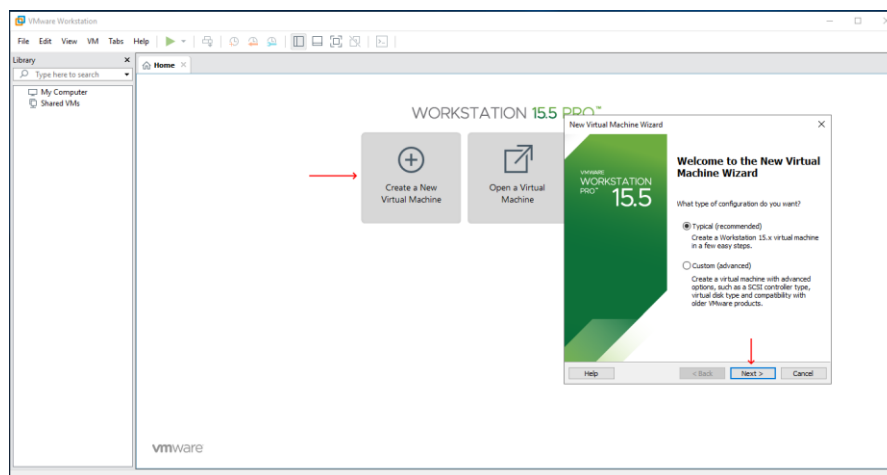 VMware Workstation
File Edit View VM Tabs Help
Library
Type here to search
My Computer
Shared VMs
Home
WORKSTATION 15.5 PRO™
Create a New
Virtual Machine
Open a Virtual
Machine
New Virtual Machine Wizard
VMWARE
WORKSTATION
PRO™ 15.5
Welcome to the New Virtual
Machine Wizard
What type of configuration do you want?
Typical (recommended)
Create a Workstation 15.x virtual machine
in a few easy steps.
Custom (advanced)
Create a virtual machine with advanced
options, such as a SCSI controller type,
virtual disk type and compatibility with
older VMware products.
Help
< Back
Next >
Cancel
vmware